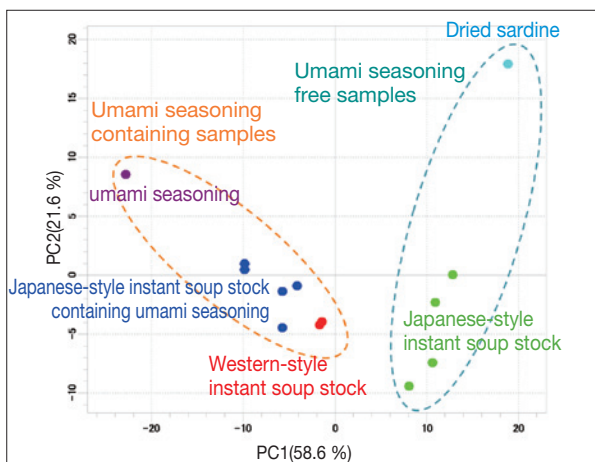 Dried sardine
Umami seasoning
free samples
Umami seasoning
containing samples
umami seasoning
Japanese-style instant soup stock
containing umami seasoning
Western-style
instant soup stock
Japanese-style
instant soup stock
PC2(21.6 %)
20
15
10
5
0
-5
-10
-20
-10
0
10
20
PC1(58.6 %)